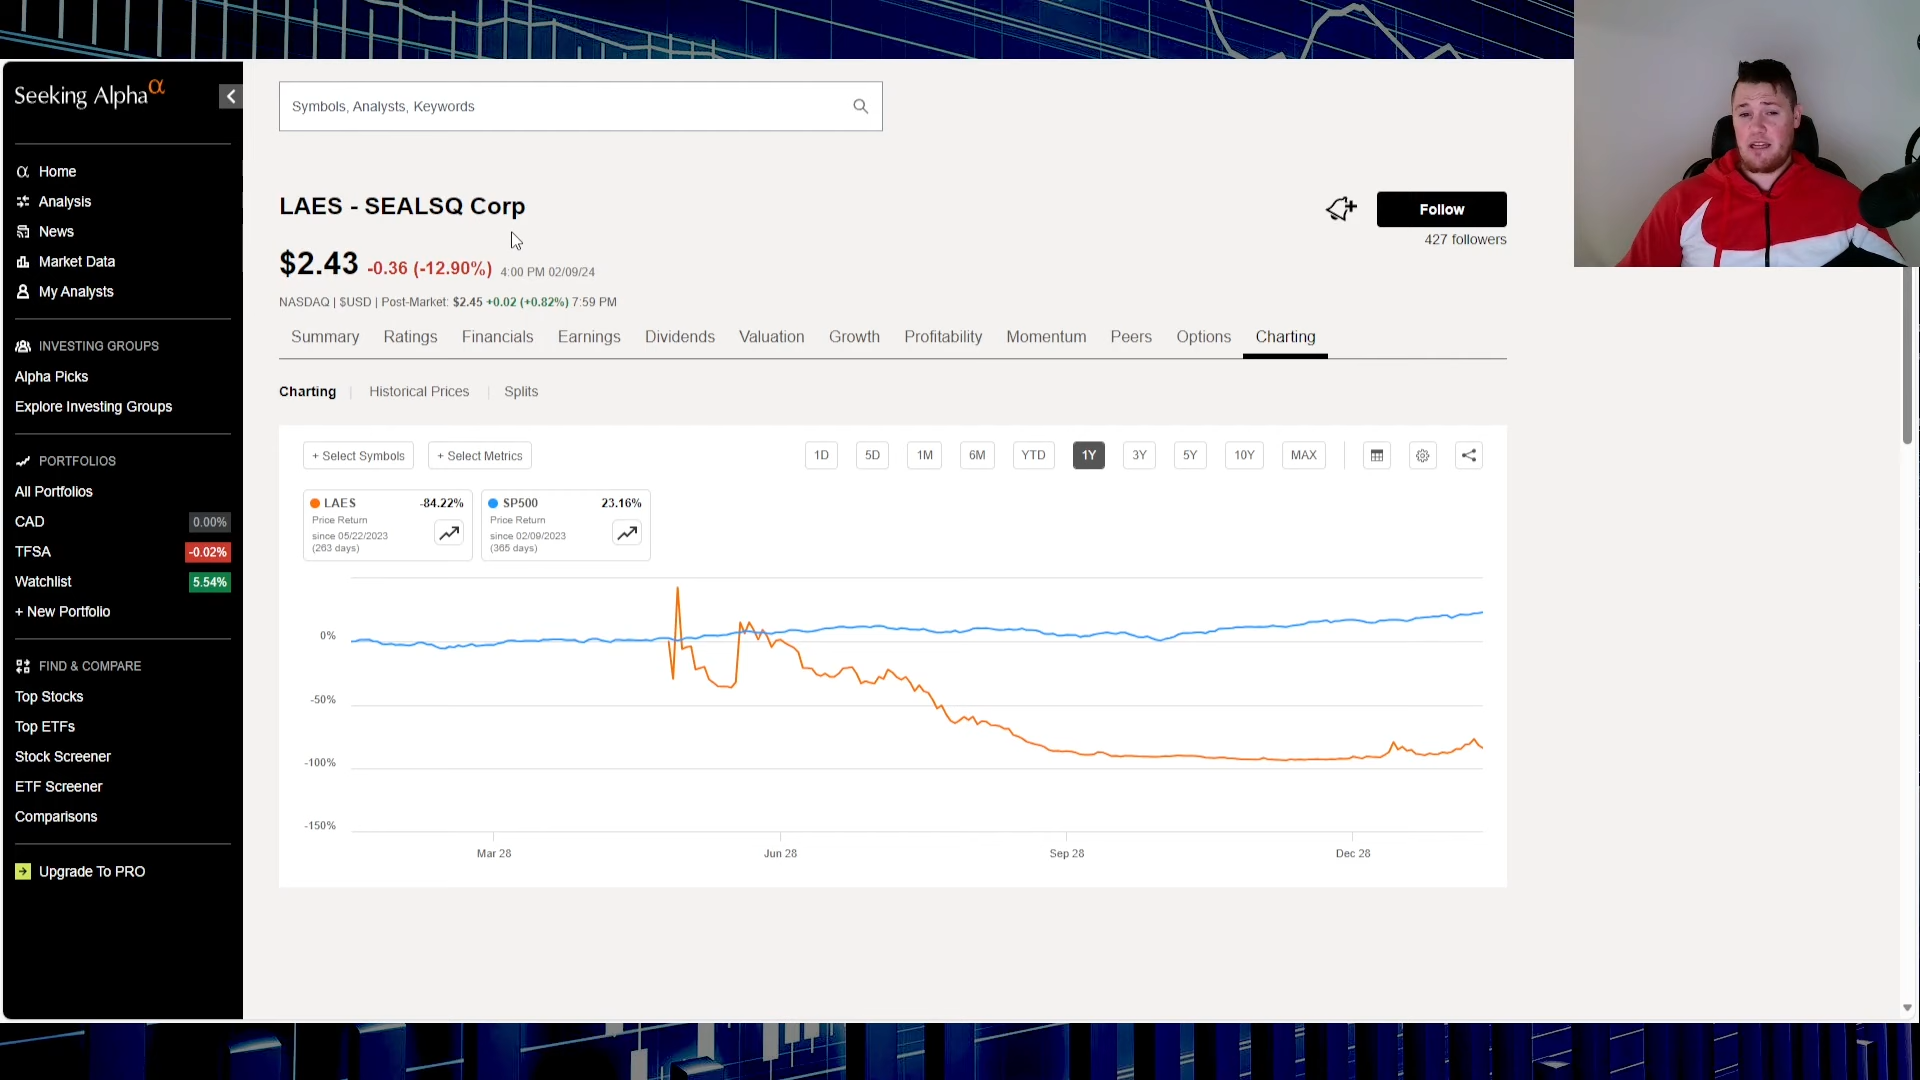 Seeking Alpha α
Home
Analysis
News
Market Data
My Analysts
INVESTING GROUPS
Alpha Picks
Explore Investing Groups
PORTFOLIOS
All Portfolios
CAD 0.00%
TFSA -0.02%
Watchlist 5.54%
+ New Portfolio
FIND & COMPARE
Top Stocks
Top ETFs
Stock Screener
ETF Screener
Comparisons
Upgrade To PRO
Symbols, Analysts, Keywords
LAES - SEALSQ Corp
Follow
427 followers
$2.43 -0.36 (-12.90%) 4:00 PM 02/09/24
NASDAQ | $USD | Post-Market: $2.45 +0.02 (+0.82%) 7:59 PM
Summary Ratings Financials Earnings Dividends Valuation Growth Profitability Momentum Peers Options Charting
Charting | Historical Prices | Splits
+ Select Symbols + Select Metrics 1D 5D 1M 6M YTD 1Y 3Y 5Y 10Y MAX
LAES -84.22%
Price Return
since 05/22/2023
(263 days)
SP500 23.16%
Price Return
since 02/09/2023
(365 days)
0%
-50%
-100%
-150%
Mar 28 Jun 28 Sep 28 Dec 28